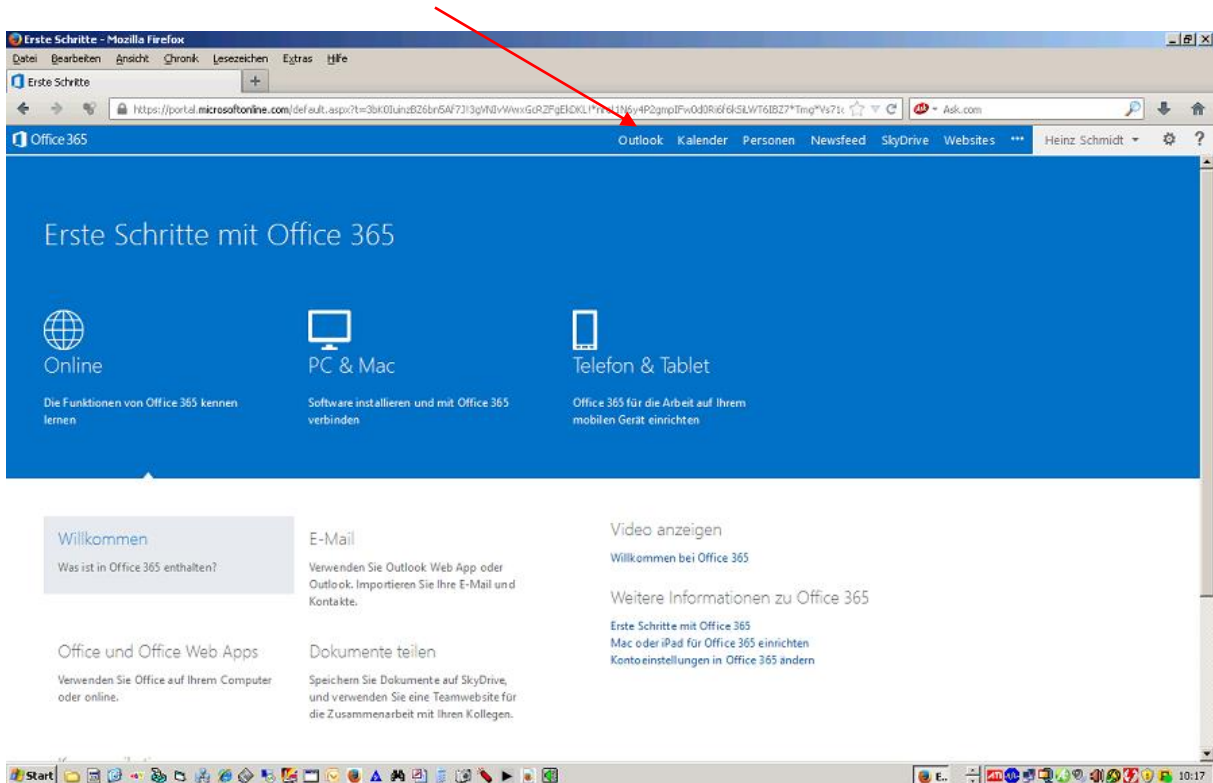 Erste Schritte - Mozilla Firefox
Datei Bearbeiten Ansicht Chronik Lesezeichen Extras Hilfe
Erste Schritte
https://portal.microsoftonline.com/default.aspx?t= Ask.com
Office 365 Outlook Kalender Personen Newsfeed SkyDrive Websites ••• Heinz Schmidt ?
Erste Schritte mit Office 365
Online PC & Mac Telefon & Tablet
Die Funktionen von Office 365 kennen
lernen
Software installieren und mit Office 365
verbinden
Office 365 für die Arbeit auf Ihrem
mobilen Gerät einrichten
Willkommen
Was ist in Office 365 enthalten?
E-Mail
Verwenden Sie Outlook Web App oder
Outlook. Importieren Sie Ihre E-Mail und
Kontakte.
Office und Office Web Apps
Verwenden Sie Office auf Ihrem Computer
oder online.
Dokumente teilen
Speichern Sie Dokumente auf SkyDrive,
und verwenden Sie eine Teamwebsite für
die Zusammenarbeit mit Ihren Kollegen.
Video anzeigen
Willkommen bei Office 365
Weitere Informationen zu Office 365
Erste Schritte mit Office 365
Mac oder iPad für Office 365 einrichten
Kontoeinstellungen in Office 365 ändern
Start E.. 10:17